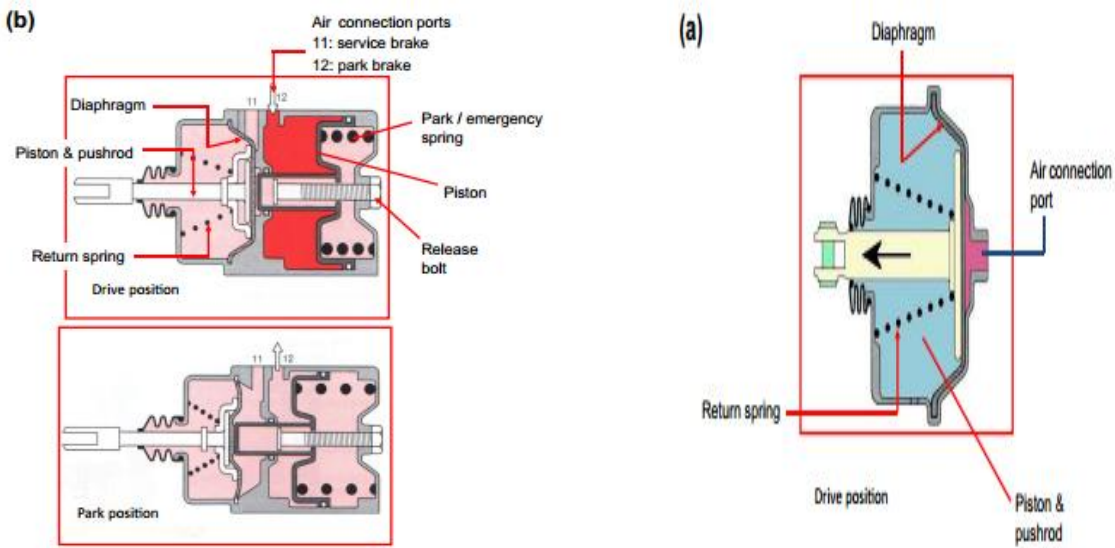 (b)
Air connection ports
11: service brake
12: park brake
Diaphragm
11
12
Park / emergency
spring
Piston & pushrod
Piston
Return spring
Release
bolt
Drive position
11
12
Park position
(a)
Diaphragm
Air connection
port
Return spring
Drive position
Piston &
pushrod